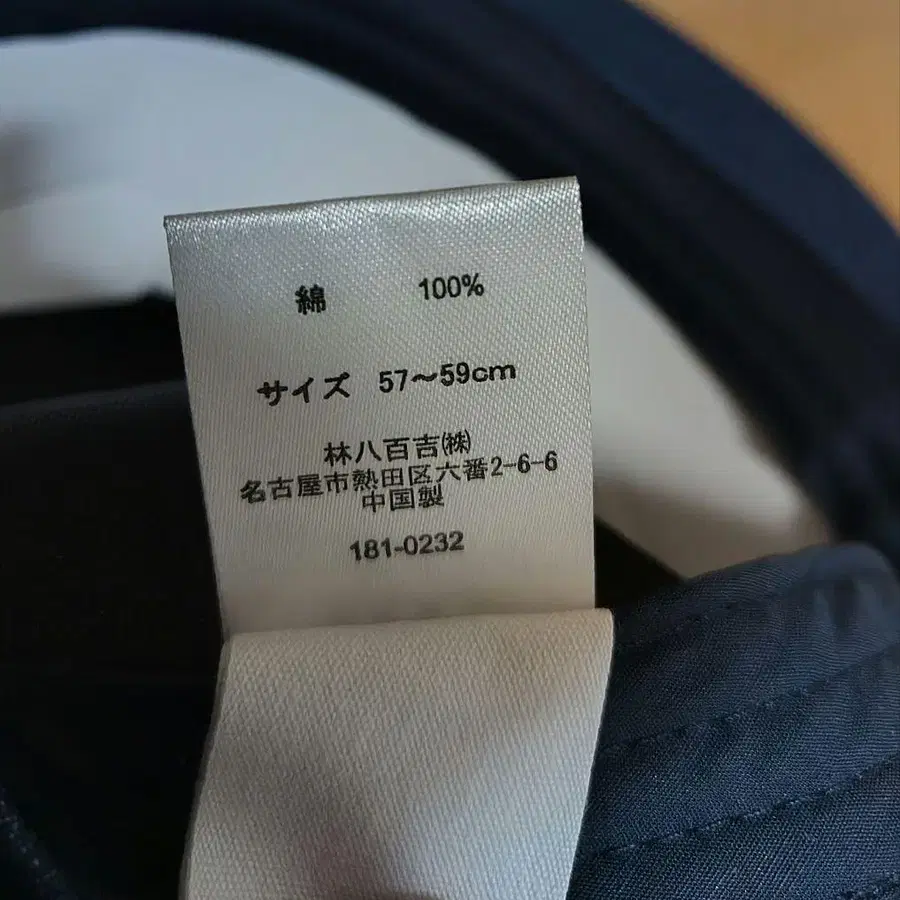 綿 100%
サイズ 57〜59cm
林八百吉㈱
名古屋市熱田区六番2-6-6
中国製
181-0232